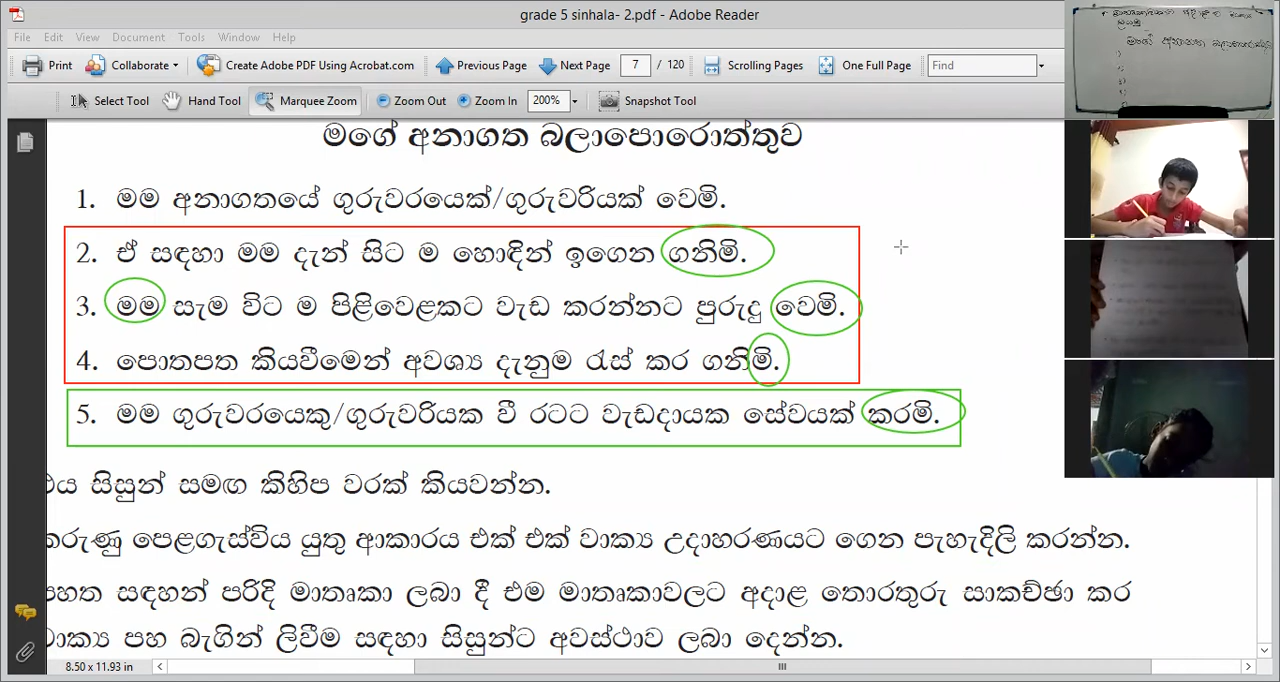 grade 5 sinhala- 2.pdf - Adobe Reader
File Edit View Document Tools Window Help
Print Collaborate Create Adobe PDF Using Acrobat.com Previous Page Next Page 7 / 120 Scrolling Pages One Full Page Find
Select Tool Hand Tool Marquee Zoom Zoom Out Zoom In 200% Snapshot Tool
මගේ අනාගත බලාපොරොත්තුව
1. මම අනාගතයේ ගුරුවරයෙක්/ගුරුවරියක් වෙමි.
2. ඒ සඳහා මම දැන් සිට ම හොඳින් ඉගෙන ගනිමි.
3. මම සැම විට ම පිළිවෙළකට වැඩ කරන්නට පුරුදු වෙමි.
4. පොතපත කියවීමෙන් අවශ්‍ය දැනුම රැස් කර ගනිමි.
5. මම ගුරුවරයෙකු/ගුරුවරියක වී රටට වැඩදායක සේවයක් කරමි.
සිසුන් සමඟ කිහිප වරක් කියවන්න.
කරුණු පෙළගැස්විය යුතු ආකාරය එක් එක් වාක්‍ය උදාහරණයට ගෙන පැහැදිලි කරන්න.
පහත සඳහන් පරිදි මාතෘකා ලබා දී එම මාතෘකාවලට අදාළ තොරතුරු සාකච්ඡා කර
වාක්‍ය පහ බැගින් ලිවීම සඳහා සිසුන්ට අවස්ථාව ලබා දෙන්න.
8.50 x 11.93 in